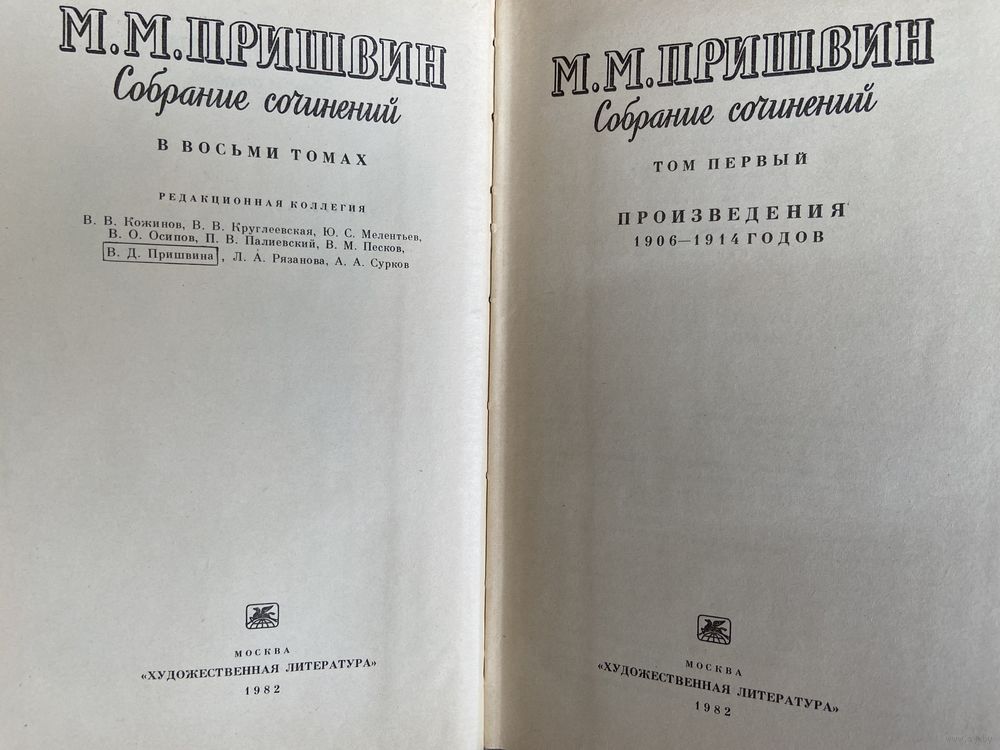 М.М.ПРИШВИН
Собрание сочинений
В ВОСЬМИ ТОМАХ
РЕДАКЦИОННАЯ КОЛЛЕГИЯ
В. В. Кожинов, В. В. Круглеевская, Ю. С. Мелентьев,
В. О. Осипов, П. В. Палиевский, В. М. Песков,
В. Д. Пришвина, Л. А. Рязанова, А. А. Сурков
МОСКВА
«ХУДОЖЕСТВЕННАЯ ЛИТЕРАТУРА»
1982
М.М.ПРИШВИН
Собрание сочинений
ТОМ ПЕРВЫЙ
ПРОИЗВЕДЕНИЯ
1906—1914 ГОДОВ
МОСКВА
«ХУДОЖЕСТВЕННАЯ ЛИТЕРАТУРА»
1982